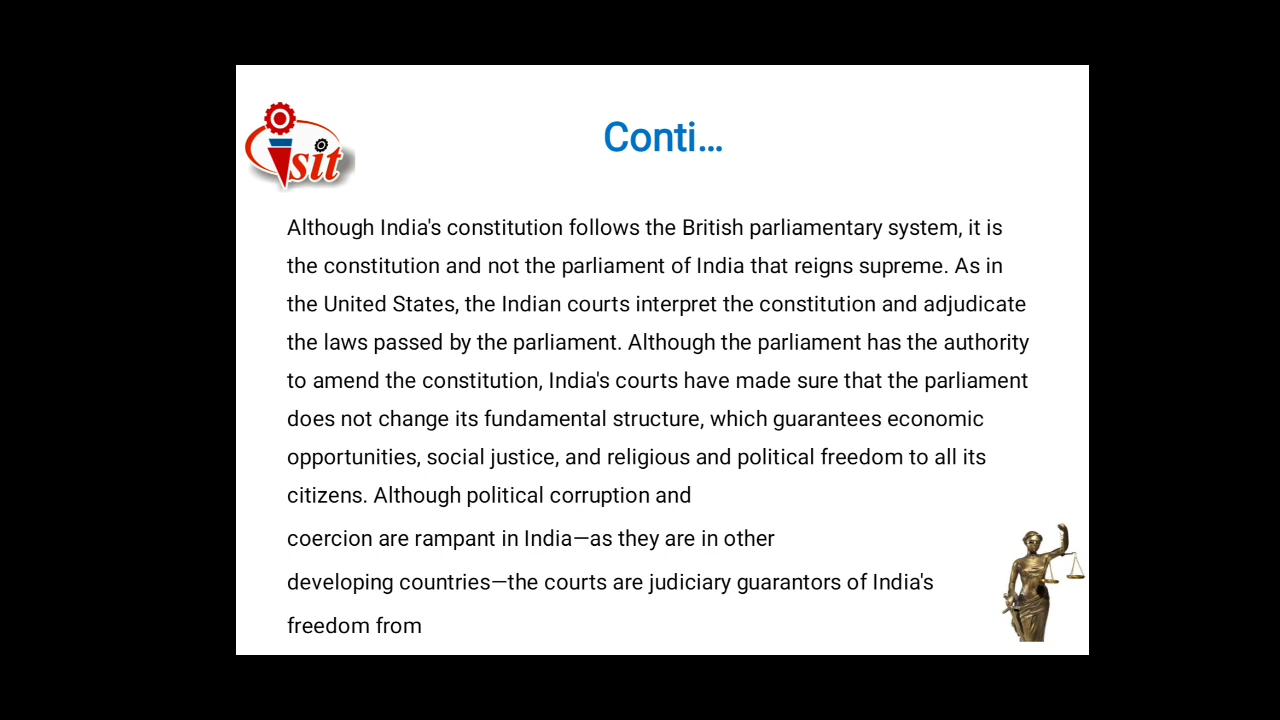 isit
Conti...
Although India's constitution follows the British parliamentary system, it is
the constitution and not the parliament of India that reigns supreme. As in
the United States, the Indian courts interpret the constitution and adjudicate
the laws passed by the parliament. Although the parliament has the authority
to amend the constitution, India's courts have made sure that the parliament
does not change its fundamental structure, which guarantees economic
opportunities, social justice, and religious and political freedom to all its
citizens. Although political corruption and
coercion are rampant in India—as they are in other
developing countries—the courts are judiciary guarantors of India's
freedom from